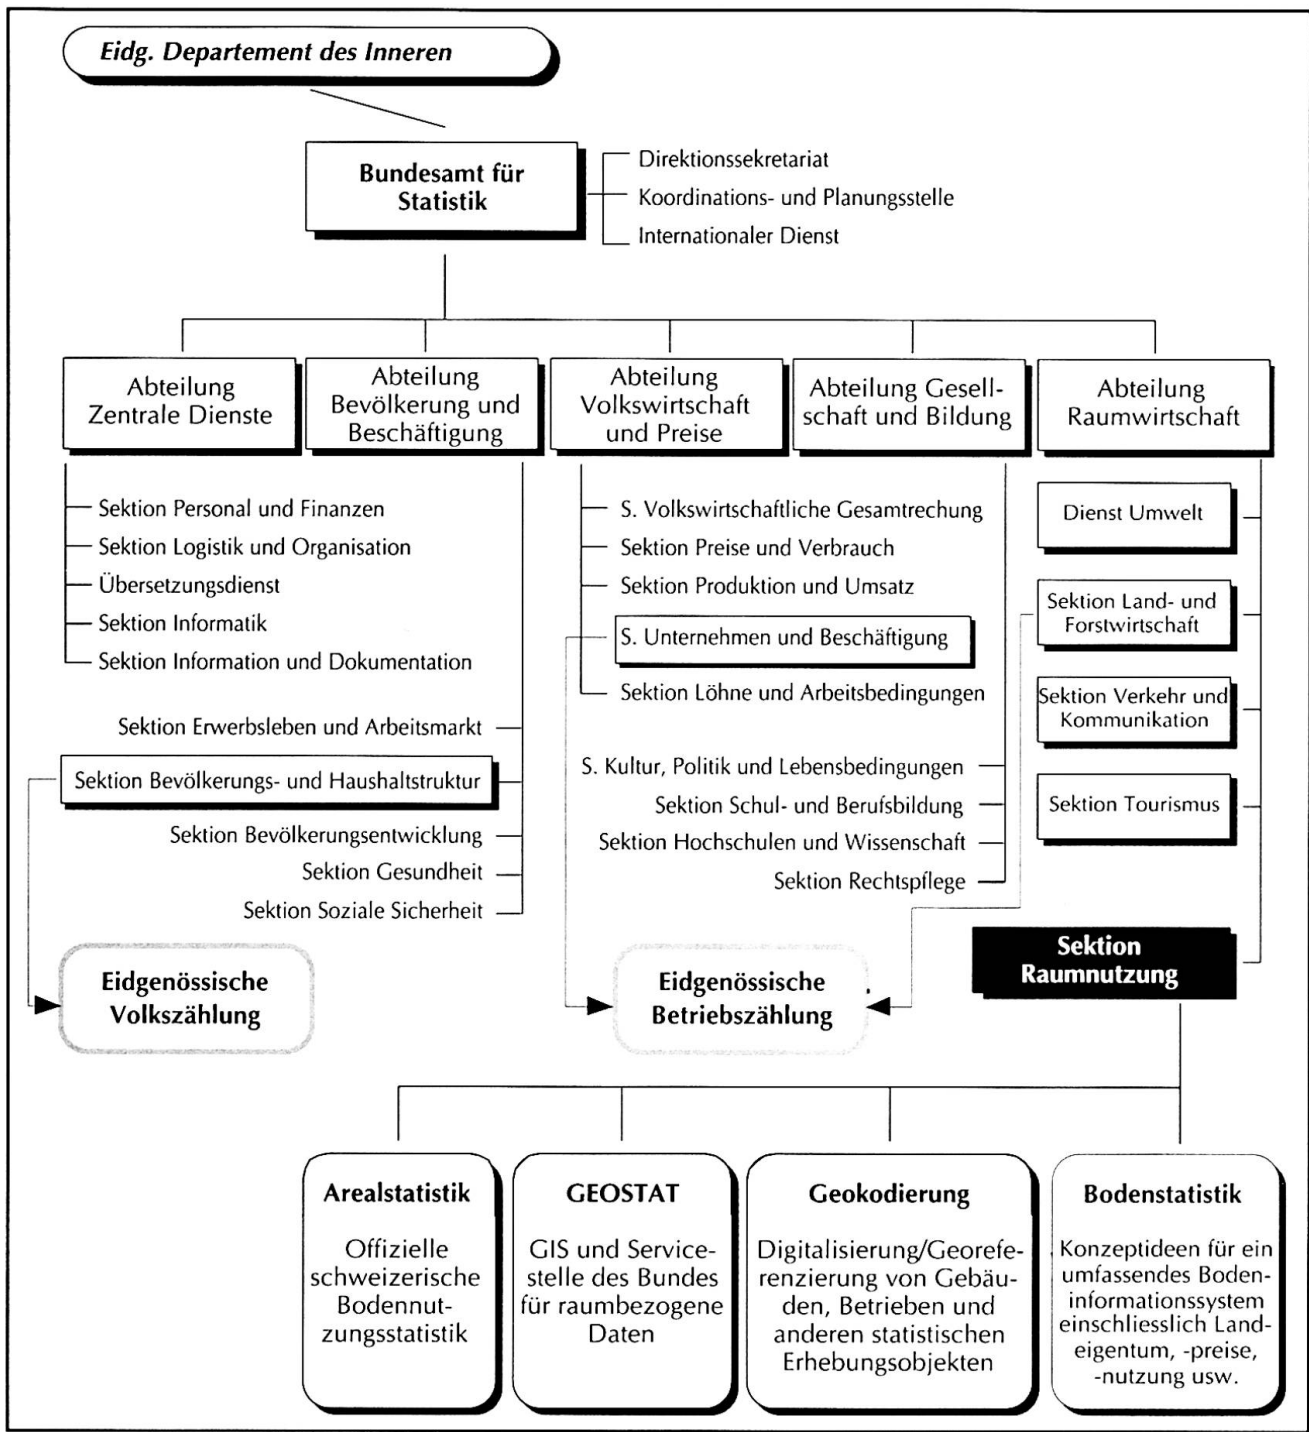 Eidg. Departement des Inneren
Bundesamt für
Statistik
Direktionssekretariat
Koordinations- und Planungsstelle
Internationaler Dienst
Abteilung
Zentrale Dienste
Abteilung
Bevölkerung und
Beschäftigung
Abteilung
Volkswirtschaft
und Preise
Abteilung Gesell-
schaft und Bildung
Abteilung
Raumwirtschaft
Sektion Personal und Finanzen
Sektion Logistik und Organisation
Übersetzungsdienst
Sektion Informatik
Sektion Information und Dokumentation
Sektion Erwerbsleben und Arbeitsmarkt
Sektion Bevölkerungs- und Haushaltstruktur
Sektion Bevölkerungsentwicklung
Sektion Gesundheit
Sektion Soziale Sicherheit
S. Volkswirtschaftliche Gesamtrechung
Sektion Preise und Verbrauch
Sektion Produktion und Umsatz
S. Unternehmen und Beschäftigung
Sektion Löhne und Arbeitsbedingungen
S. Kultur, Politik und Lebensbedingungen
Sektion Schul- und Berufsbildung
Sektion Hochschulen und Wissenschaft
Sektion Rechtspflege
Dienst Umwelt
Sektion Land- und
Forstwirtschaft
Sektion Verkehr und
Kommunikation
Sektion Tourismus
Sektion
Raumnutzung
Eidgenössische
Volkszählung
Eidgenössische
Betriebszählung
Arealstatistik
Offizielle
schweizerische
Bodennut-
zungsstatistik
GEOSTAT
GIS und Service-
stelle des Bundes
für raumbezogene
Daten
Geokodierung
Digitalisierung/Georefe-
renzierung von Gebäu-
den, Betrieben und
anderen statistischen
Erhebungsobjekten
Bodenstatistik
Konzeptideen für ein
umfassendes Boden-
informationssystem
einschliesslich Land-
eigentum, -preise,
-nutzung usw.